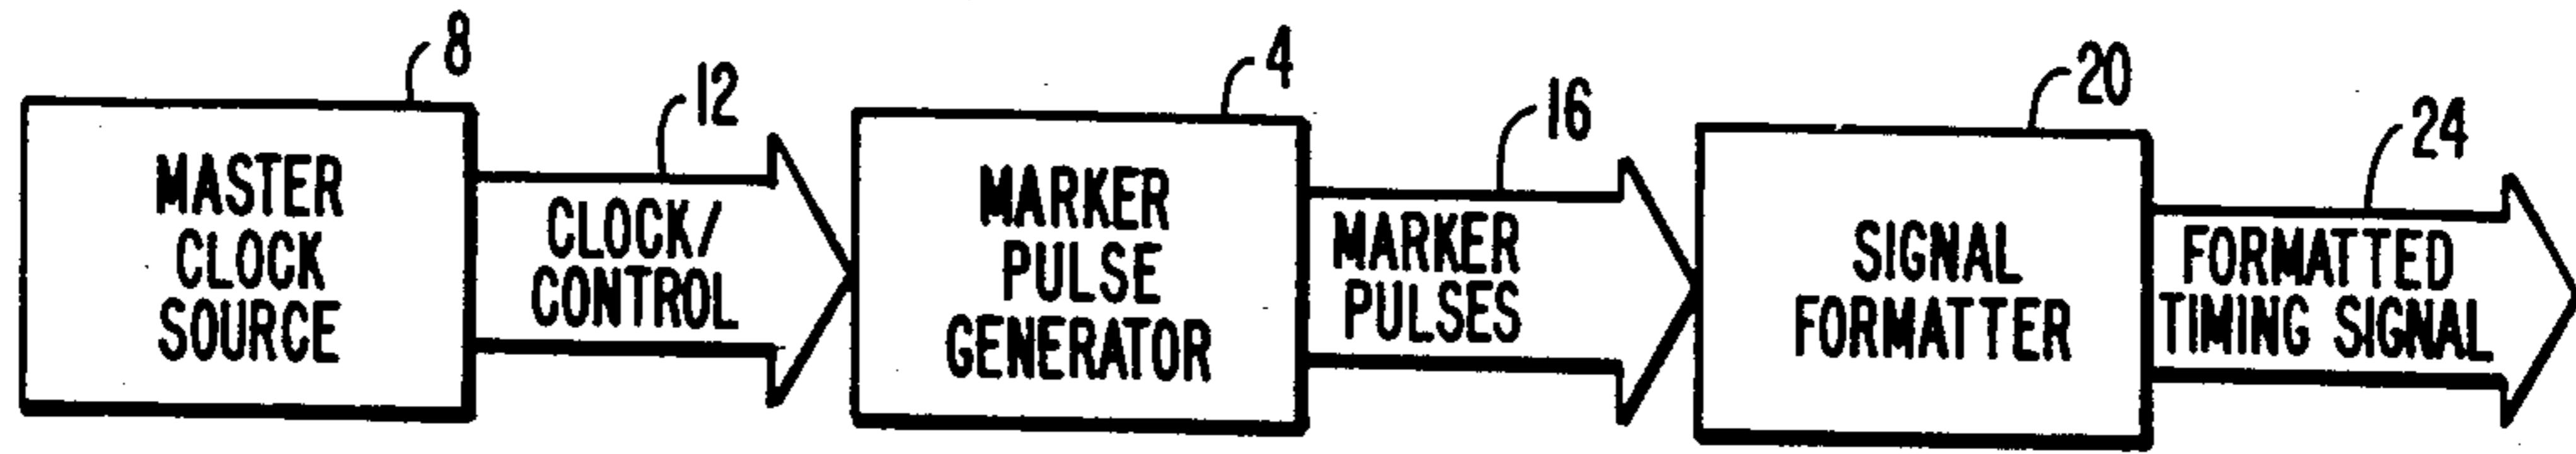 8
MASTER
CLOCK
SOURCE
12
CLOCK/
CONTROL
4
MARKER
PULSE
GENERATOR
16
MARKER
PULSES
20
SIGNAL
FORMATTER
24
FORMATTED
TIMING SIGNAL